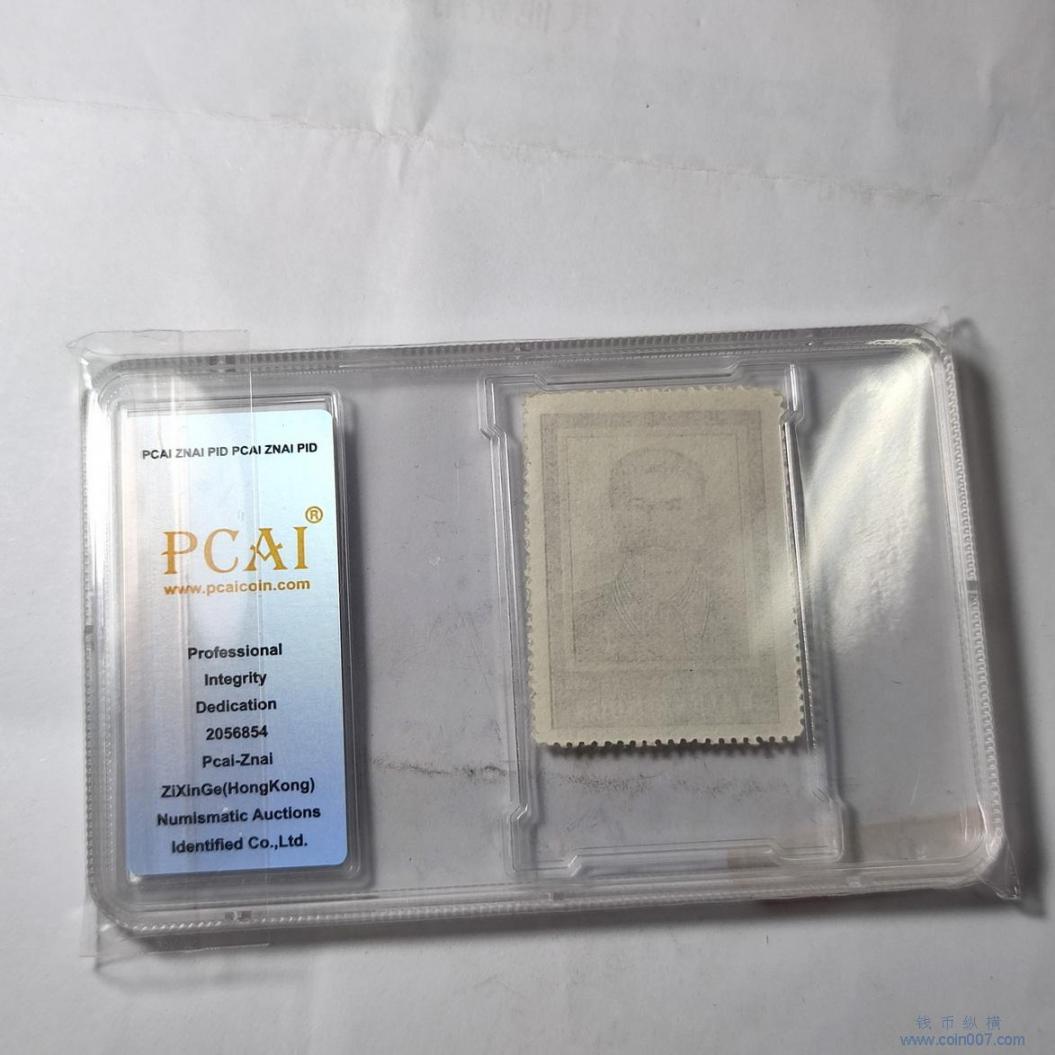 PCAI ZNAI PID PCAI ZNAI PID
PCAI®
www.pcaicoin.com
Professional
Integrity
Dedication
2056854
Pcai-Znai
ZiXinGe(HongKong)
Numismatic Auctions
Identified Co.,Ltd.
钱币纵横
www.coin007.com